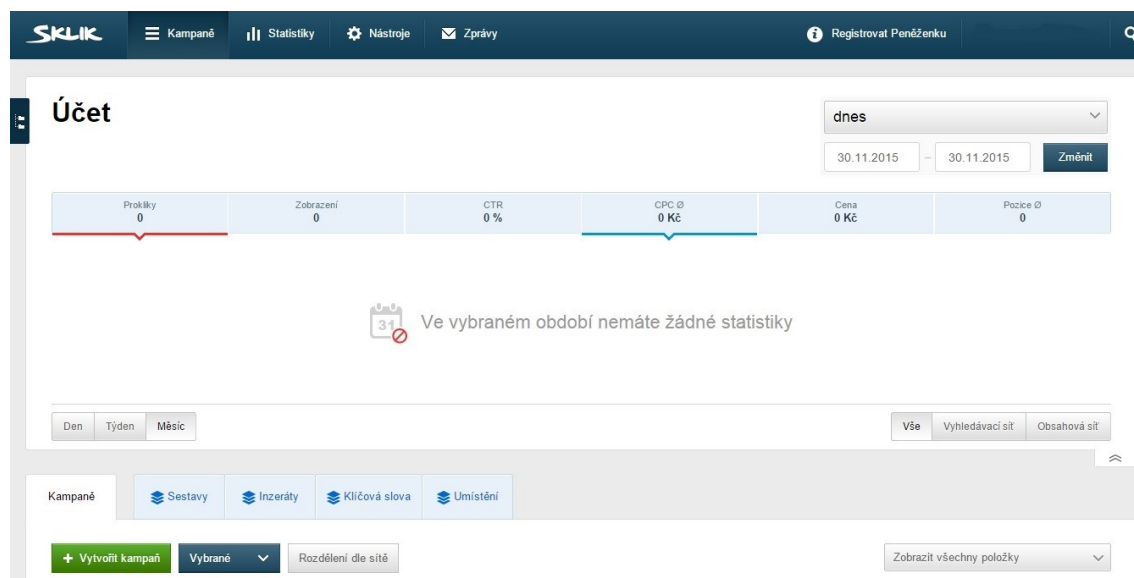 SKLIK Kampaně Statistiky Nástroje Zprávy Registrovat Peněženku
Účet
dnes
30.11.2015 – 30.11.2015 Změnit
Prokliky Zobrazení CTR CPC Ø Cena Pozice Ø
0 0 0 % 0 Kč 0 Kč 0
31 Ve vybraném období nemáte žádné statistiky
Den Týden Měsíc Vše Vyhledávací síť Obsahová síť
Kampaně Sestavy Inzeráty Klíčová slova Umístění
+ Vytvořit kampaň Vybrané Rozdělení dle sítě Zobrazit všechny položky